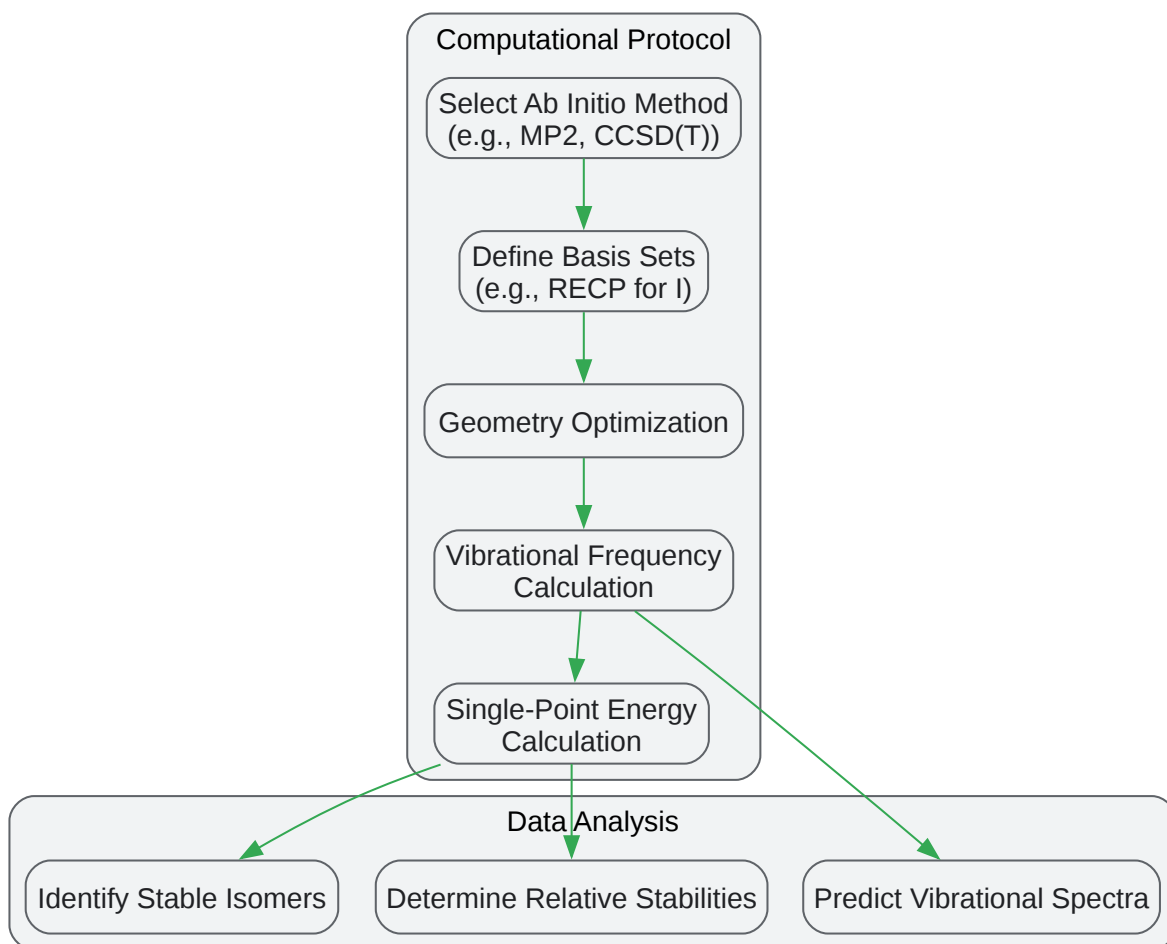 Computational Protocol
Select Ab Initio Method
(e.g., MP2, CCSD(T))
Define Basis Sets
(e.g., RECP for I)
Geometry Optimization
Vibrational Frequency
Calculation
Single-Point Energy
Calculation
Data Analysis
Identify Stable Isomers
Determine Relative Stabilities
Predict Vibrational Spectra